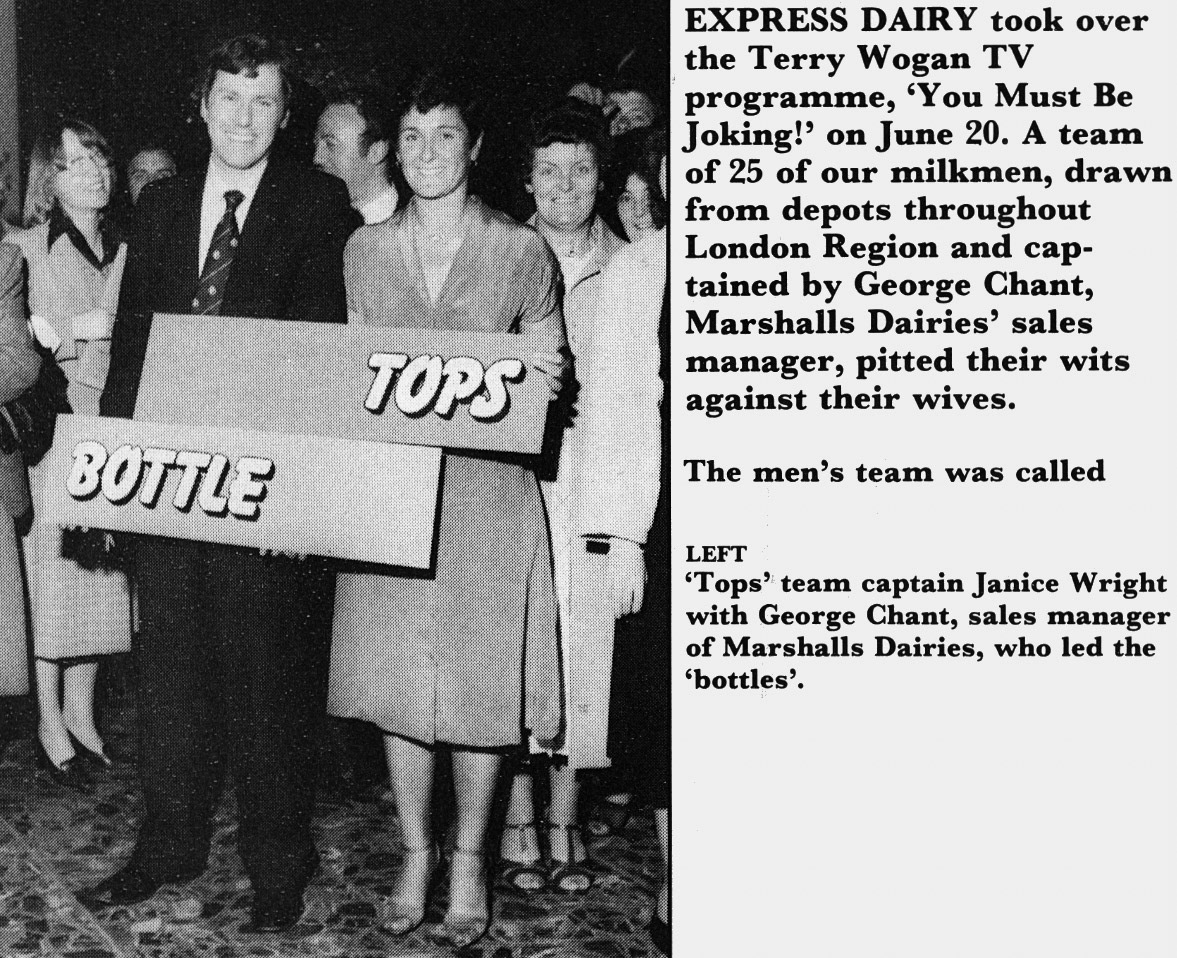 TOPS
BOTTLE
EXPRESS DAIRY took over
the Terry Wogan TV
programme, ‘You Must Be
Joking!’ on June 20. A team
of 25 of our milkmen, drawn
from depots throughout
London Region and cap-
tained by George Chant,
Marshalls Dairies’ sales
manager, pitted their wits
against their wives.
The men’s team was called
LEFT
‘Tops’ team captain Janice Wright
with George Chant, sales manager
of Marshalls Dairies, who led the
‘bottles’.